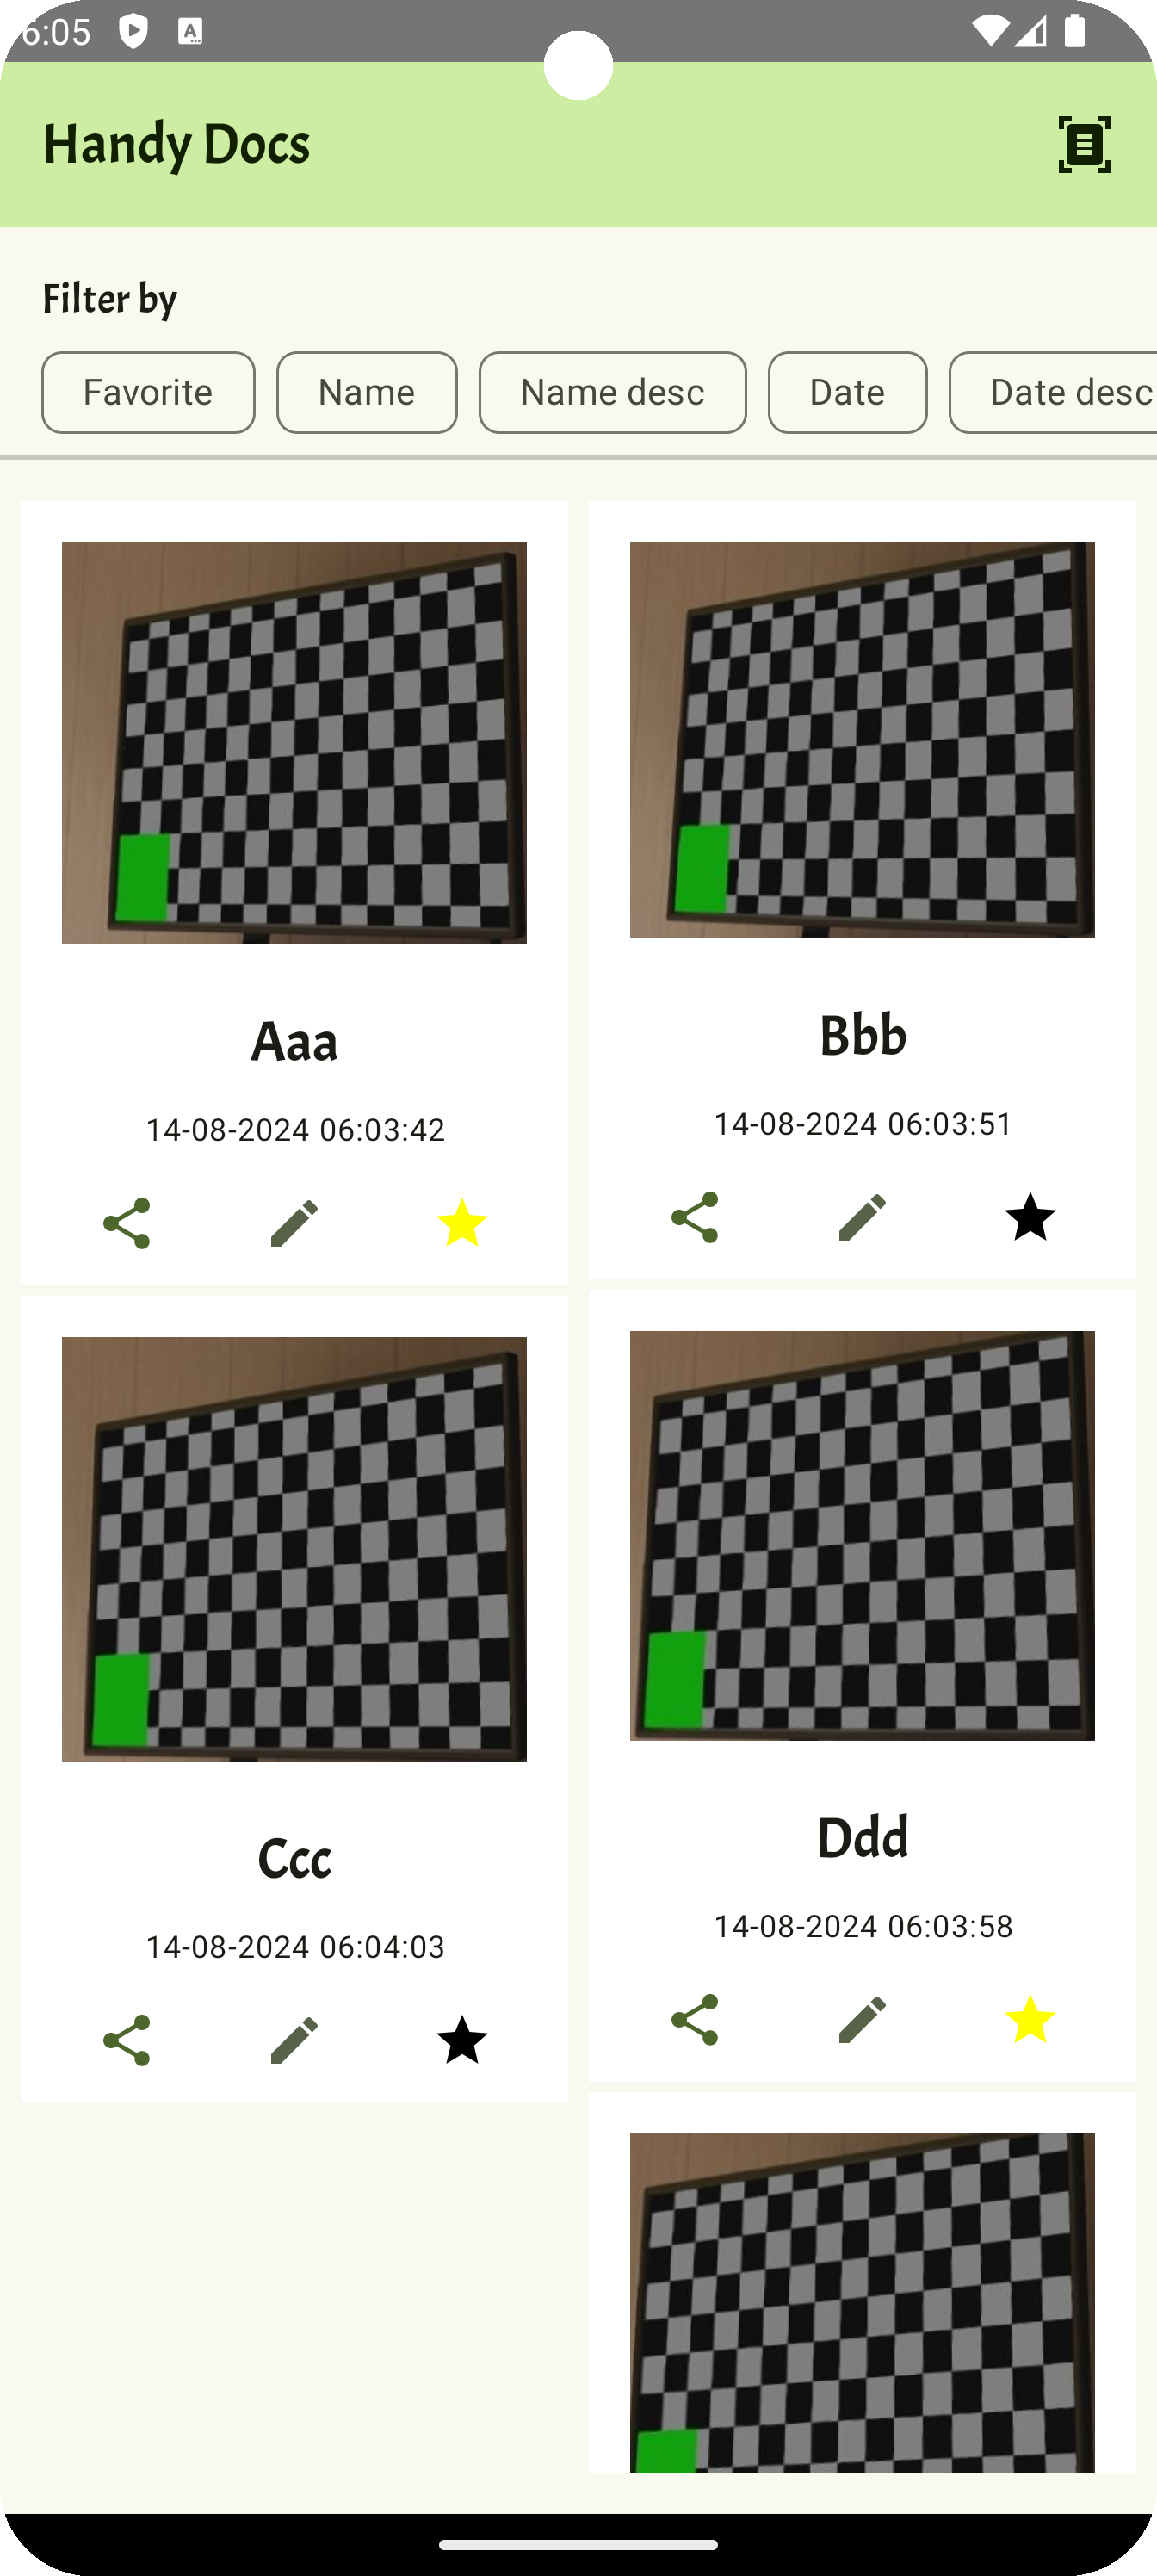 6:05
Handy Docs
Filter by
Favorite
Name
Name desc
Date
Date desc
Aaa
14-08-2024 06:03:42
Bbb
14-08-2024 06:03:51
Ccc
14-08-2024 06:04:03
Ddd
14-08-2024 06:03:58